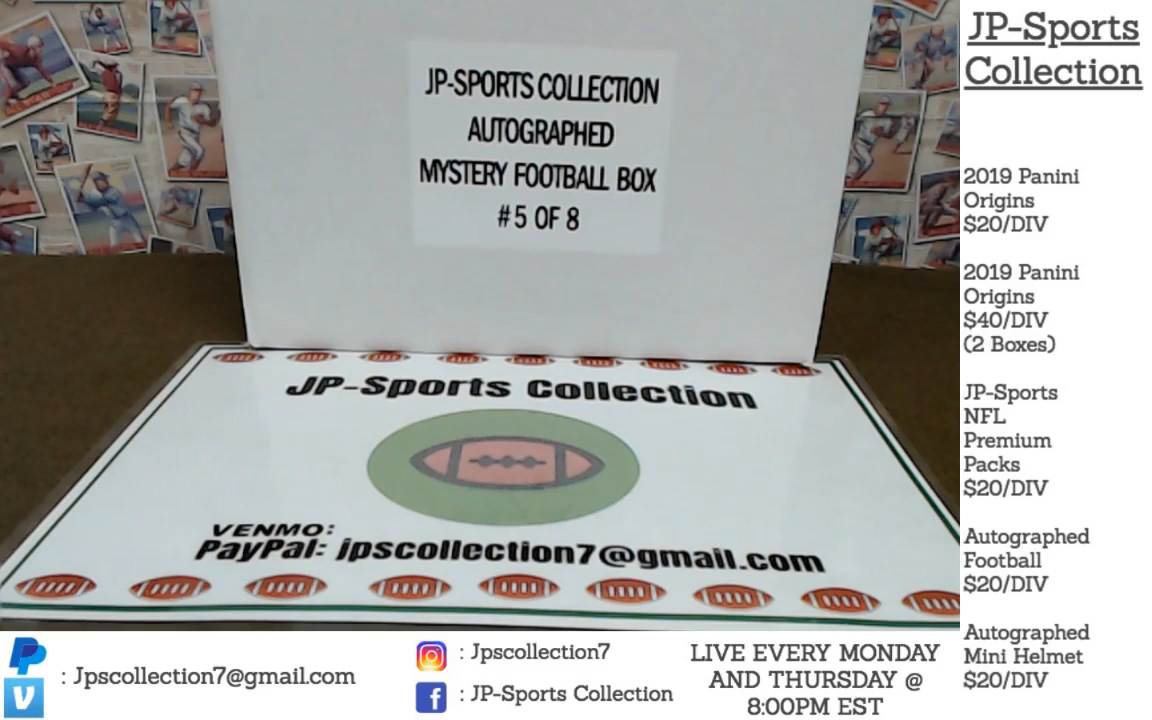 JP-SPORTS COLLECTION
AUTOGRAPHED
MYSTERY FOOTBALL BOX
#5 OF 8
JP-Sports Collection
VENMO:
PayPal: jpscollection7@gmail.com
: Jpscollection7@gmail.com
: Jpscollection7
: JP-Sports Collection
LIVE EVERY MONDAY
AND THURSDAY @
8:00PM EST
JP-Sports
Collection
2019 Panini
Origins
$20/DIV
2019 Panini
Origins
$40/DIV
(2 Boxes)
JP-Sports
NFL
Premium
Packs
$20/DIV
Autographed
Football
$20/DIV
Autographed
Mini Helmet
$20/DIV